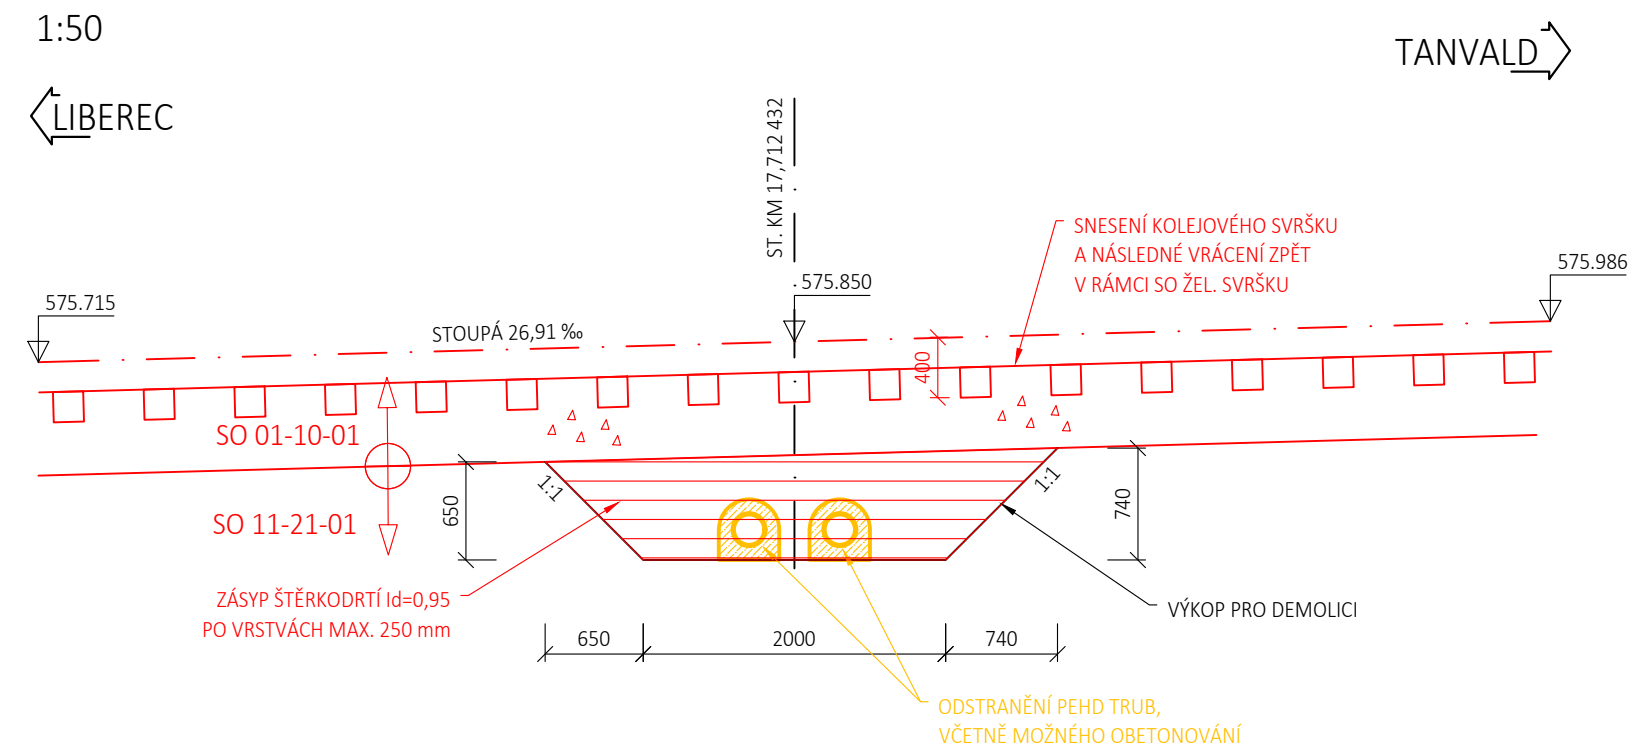 1:50
TANVALD
LIBEREC
ST. KM 17,712 432
SNESENÍ KOLEJOVÉHO SVRŠKU
A NÁSLEDNÉ VRÁCENÍ ZPĚT
V RÁMCI SO ŽEL. SVRŠKU
575.986
575.850
575.715
STOUPÁ 26,91 ‰
400
SO 01-10-01
1:1
1:1
650
740
SO 11-21-01
ZÁSYP ŠTĚRKODRTÍ Id=0,95
PO VRSTVÁCH MAX. 250 mm
VÝKOP PRO DEMOLICI
650
2000
740
ODSTRANĚNÍ PEHD TRUB,
VČETNĚ MOŽNÉHO OBETONOVÁNÍ